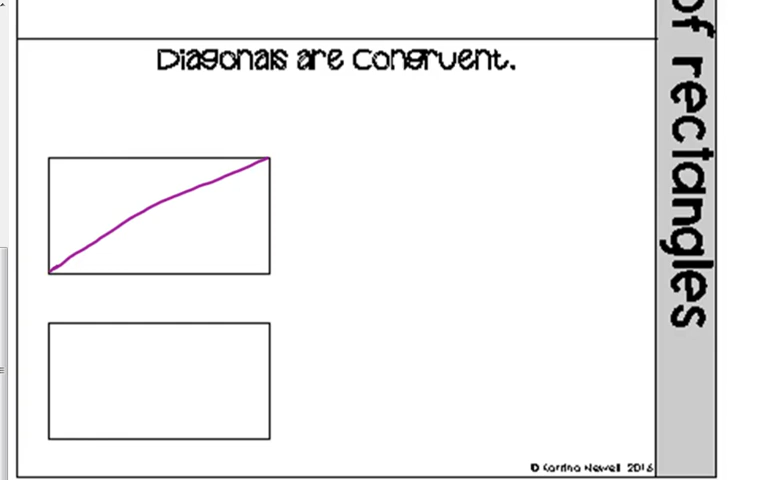 Diagonals are Congruent.
of rectangles
© Katrina Newell 2016